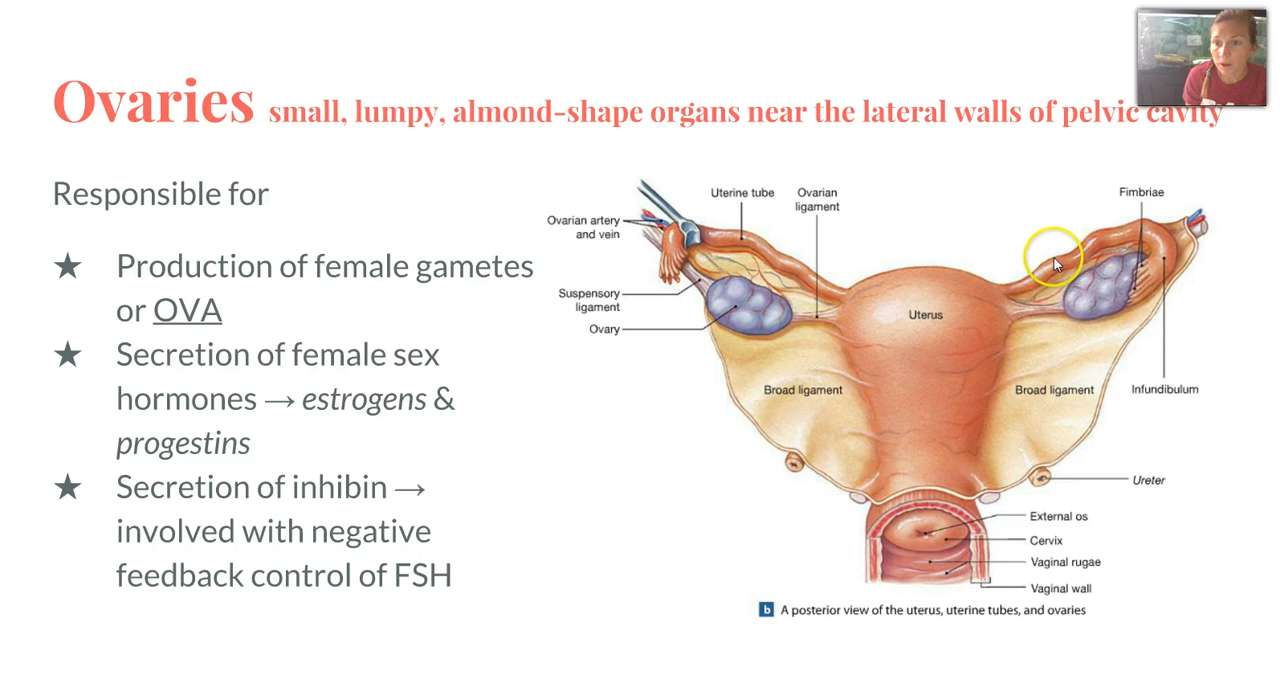 Ovaries small, lumpy, almond-shape organs near the lateral walls of pelvic cavity
Responsible for
★ Production of female gametes
or OVA
★ Secretion of female sex
hormones → estrogens &
progestins
★ Secretion of inhibin →
involved with negative
feedback control of FSH
Uterine tube
Ovarian
ligament
Fimbriae
Ovarian artery
and vein
Suspensory
ligament
Ovary
Uterus
Broad ligament
Broad ligament
Infundibulum
Ureter
External os
Cervix
Vaginal rugae
Vaginal wall
b A posterior view of the uterus, uterine tubes, and ovaries